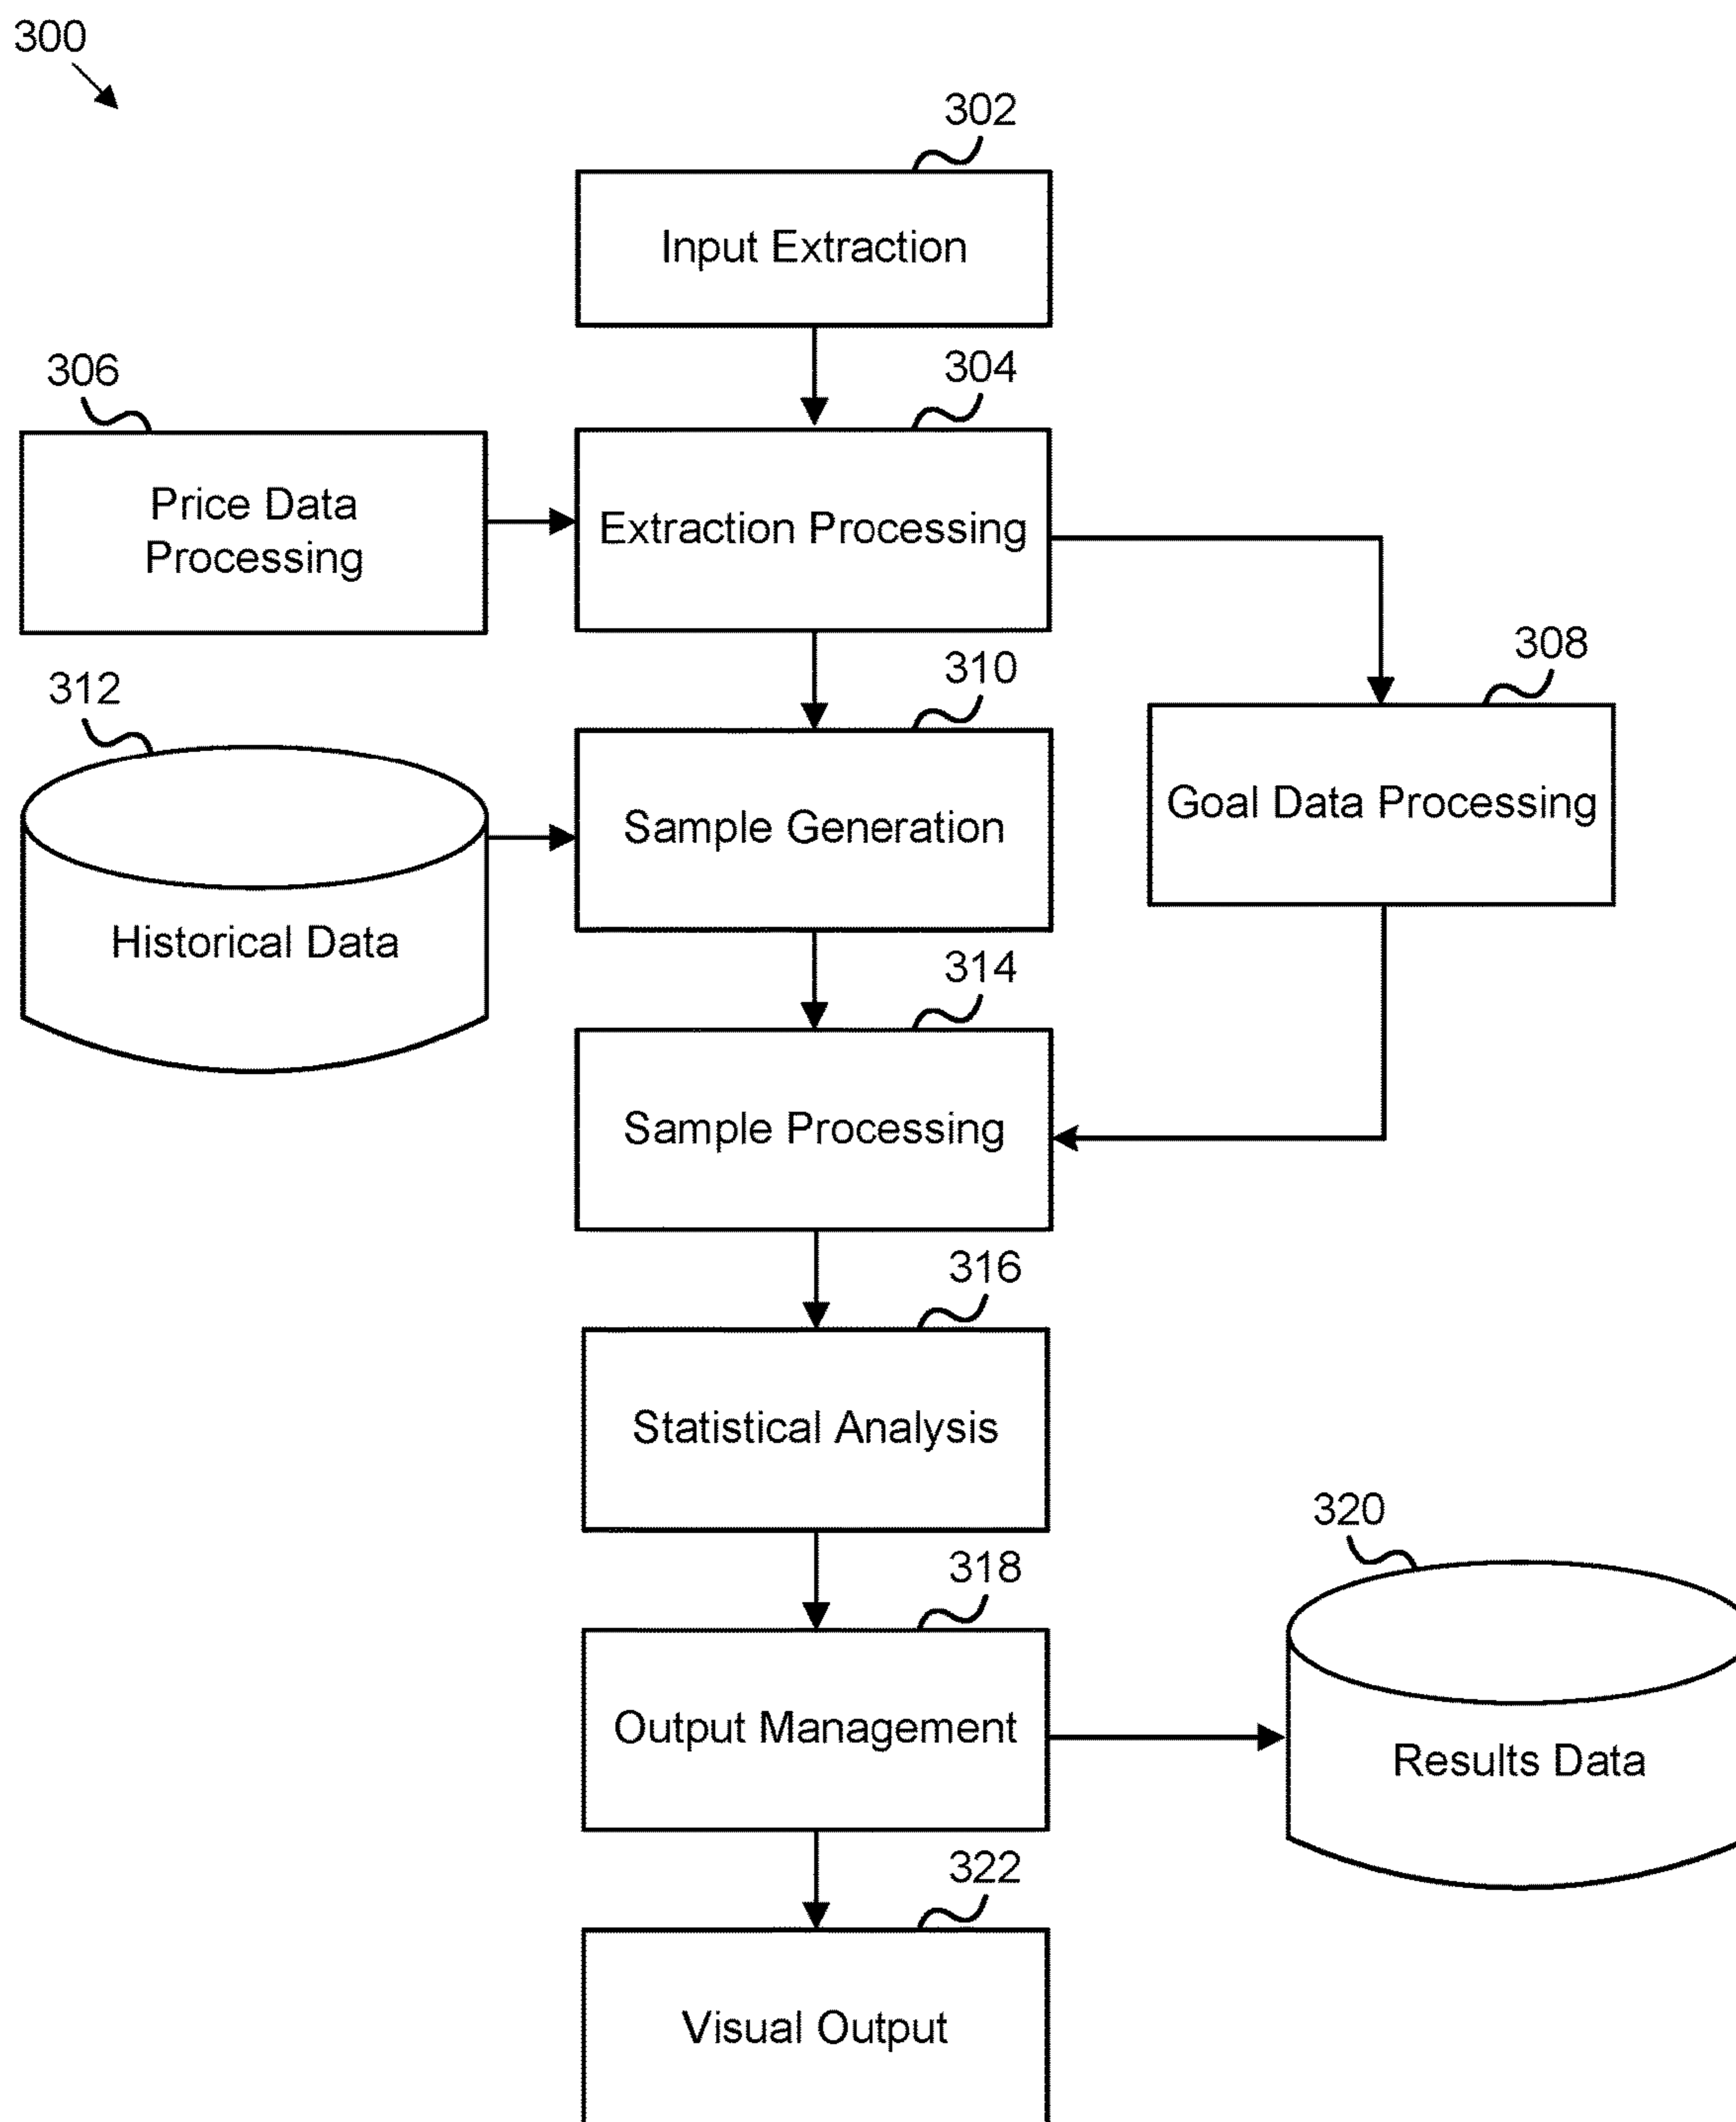 300
302
Input Extraction
306
304
Price Data
Processing
Extraction Processing
308
312
310
Historical Data
Sample Generation
Goal Data Processing
314
Sample Processing
316
Statistical Analysis
320
318
Output Management
Results Data
322
Visual Output